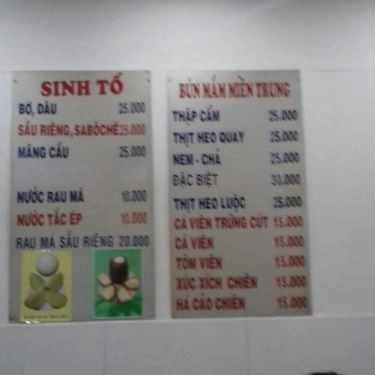 SINH TỐ
BƠ, DÂU 25.000
SẦU RIÊNG, SABÔCHÊ 25.000
MÃNG CẦU 25.000
NƯỚC RAU MÁ 10.000
NƯỚC TẮC ÉP 10.000
RAU MÁ SẦU RIÊNG 20.000
BÚN MẮM MIỀN TRUNG
THẬP CẨM 25.000
THỊT HEO QUAY 25.000
NEM - CHẢ 25.000
ĐẶC BIỆT 30.000
THỊT HEO LUỘC 25.000
CÁ VIÊN TRỨNG CÚT 15.000
CÁ VIÊN 15.000
TÔM VIÊN 15.000
XÚC XÍCH CHIÊN 15.000
HÁ CẢO CHIÊN 15.000